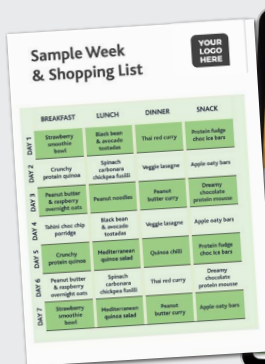 Sample Week
& Shopping List
YOUR
LOGO
HERE
BREAKFAST LUNCH DINNER SNACK
DAY 1
Strawberry
smoothie
bowl
Black bean
& avocado
tostadas
Thai red curry
Protein fudge
choc ice bars
DAY 2
Crunchy
protein quinoa
Spinach
carbonara
chickpea fusilli
Veggie lasagne
Apple oaty bars
DAY 3
Peanut butter
& raspberry
overnight oats
Peanut noodles
Peanut
butter curry
Dreamy
chocolate
protein mousse
DAY 4
Tahini choc chip
porridge
Black bean
& avocado
tostadas
Veggie lasagne
Apple oaty bars
DAY 5
Crunchy
protein quinoa
Mediterranean
quinoa salad
Quinoa chilli
Protein fudge
choc ice bars
DAY 6
Peanut butter
& raspberry
overnight oats
Spinach
carbonara
chickpea fusilli
Thai red curry
Dreamy
chocolate
protein mousse
DAY 7
Strawberry
smoothie
bowl
Mediterranean
quinoa salad
Peanut
butter curry
Apple oaty bars